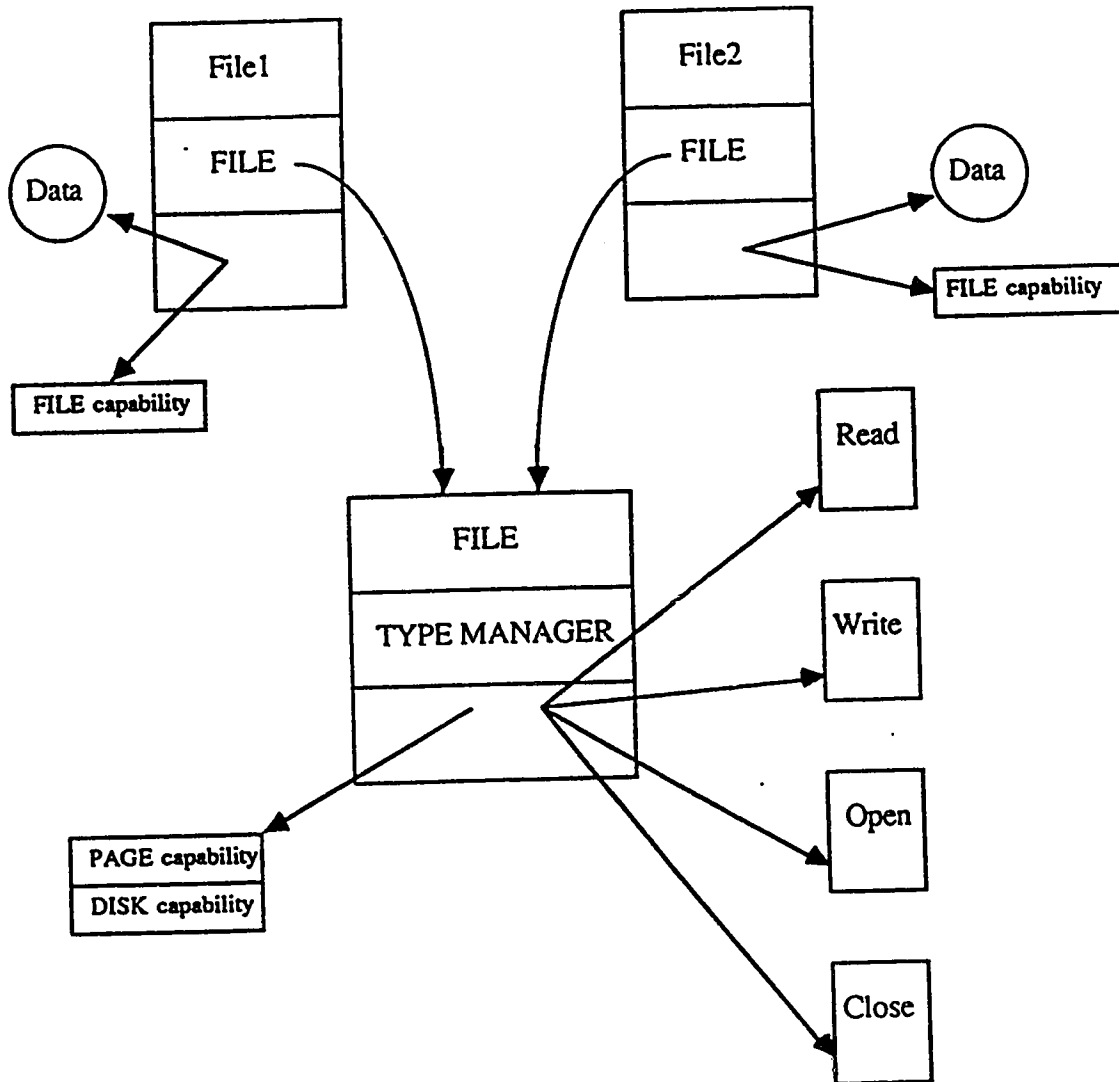 File1
File2
FILE
FILE
Data
Data
FILE capability
FILE capability
Read
FILE
TYPE MANAGER
Write
Open
PAGE capability
DISK capability
Close